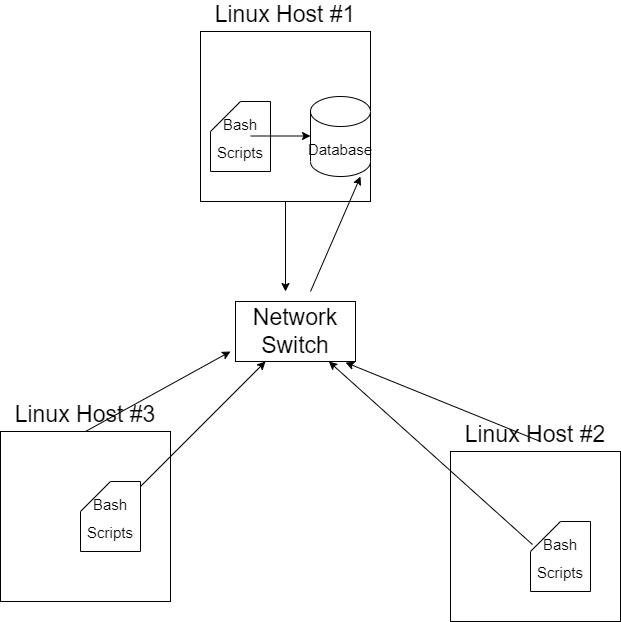 Linux Host #1
Bash
Scripts
Database
Network
Switch
Linux Host #3
Bash
Scripts
Linux Host #2
Bash
Scripts